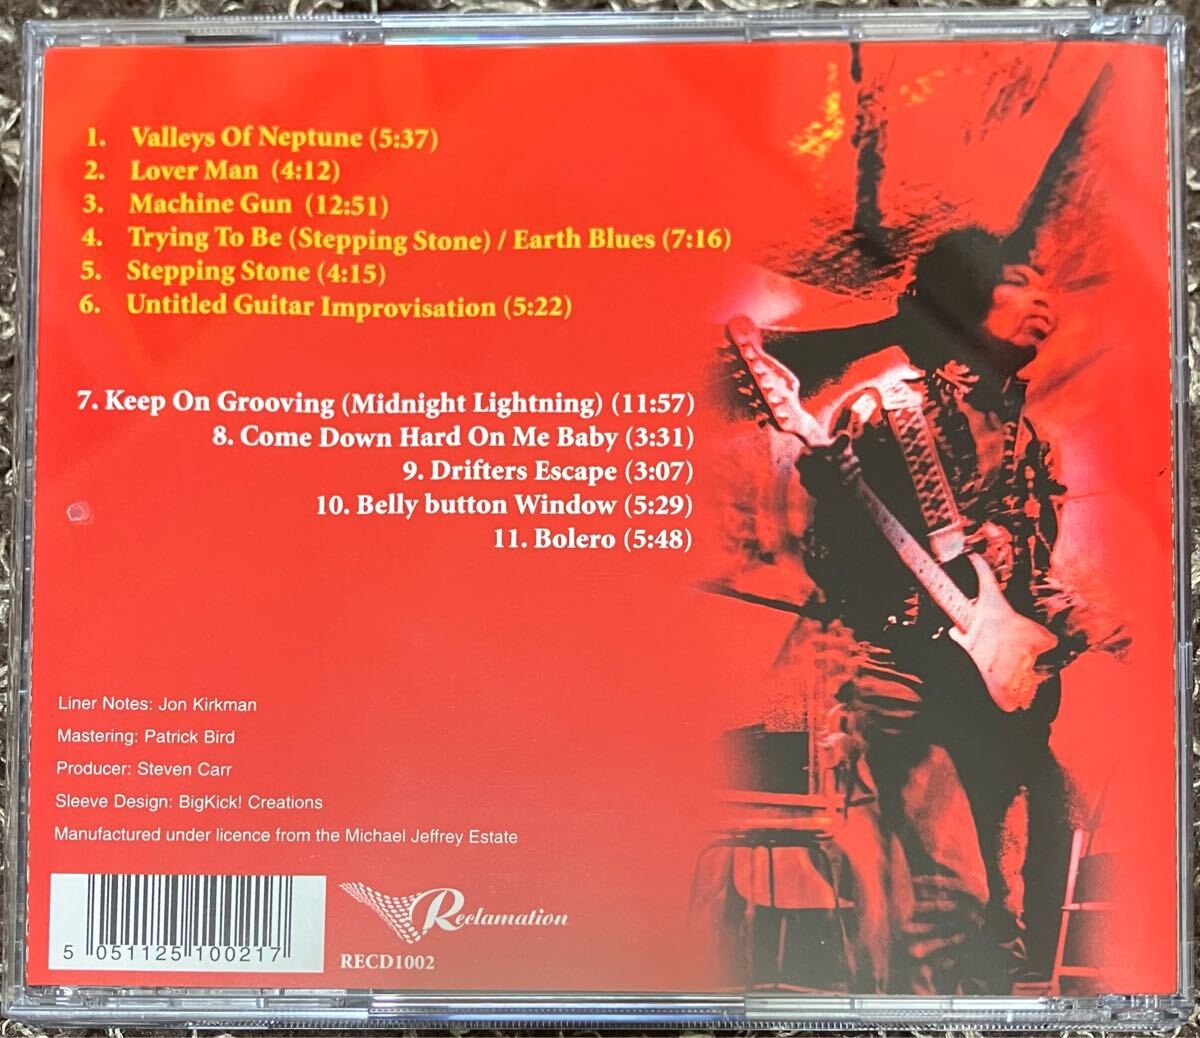 1. Valleys Of Neptune (5:37)
2. Lover Man (4:12)
3. Machine Gun (12:51)
4. Trying To Be (Stepping Stone) / Earth Blues (7:16)
5. Stepping Stone (4:15)
6. Untitled Guitar Improvisation (5:22)
7. Keep On Grooving (Midnight Lightning) (11:57)
8. Come Down Hard On Me Baby (3:31)
9. Drifters Escape (3:07)
10. Belly button Window (5:29)
11. Bolero (5:48)
Liner Notes: Jon Kirkman
Mastering: Patrick Bird
Producer: Steven Carr
Sleeve Design: BigKick! Creations
Manufactured under licence from the Michael Jeffrey Estate
5 051125 100217
Reclamation
RECD1002